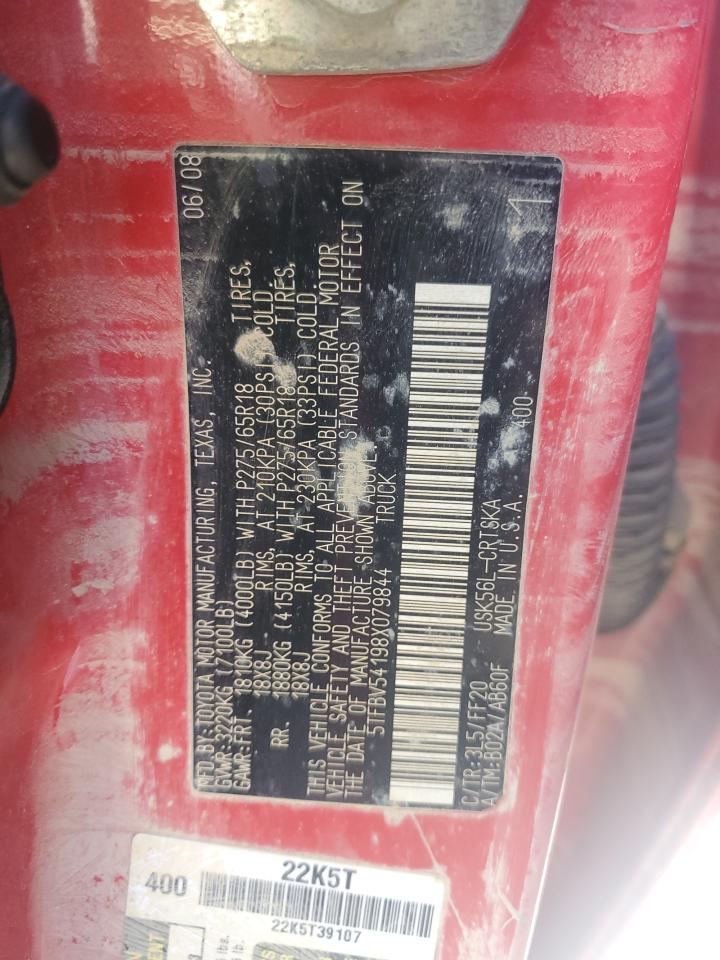 MFD.BY:TOYOTA MOTOR MANUFACTURING, TEXAS, INC. 06/08
GVWR:3220KG (7100LB)
GAWR:FRT. 1810KG (4000LB) WITH P275/65R18 TIRES,
18X8J RIMS, AT 210KPA (30PSI) COLD
RR. 1880KG (4150LB) WITH P275/65R18 TIRES,
18X8J RIMS, AT 230KPA (33PSI) COLD
THIS VEHICLE CONFORMS TO ALL APPLICABLE FEDERAL MOTOR
VEHICLE SAFETY AND THEFT PREVENTION STANDARDS IN EFFECT ON
THE DATE OF MANUFACTURE SHOWN ABOVE.
5TFBW54198X079844 TRUCK
C/TR:3L5/FF20 USK56L-CRTSKA 400
A/TM:B02A/AB60F MADE IN U.S.A.
1
400 22K5T
22K5T39107